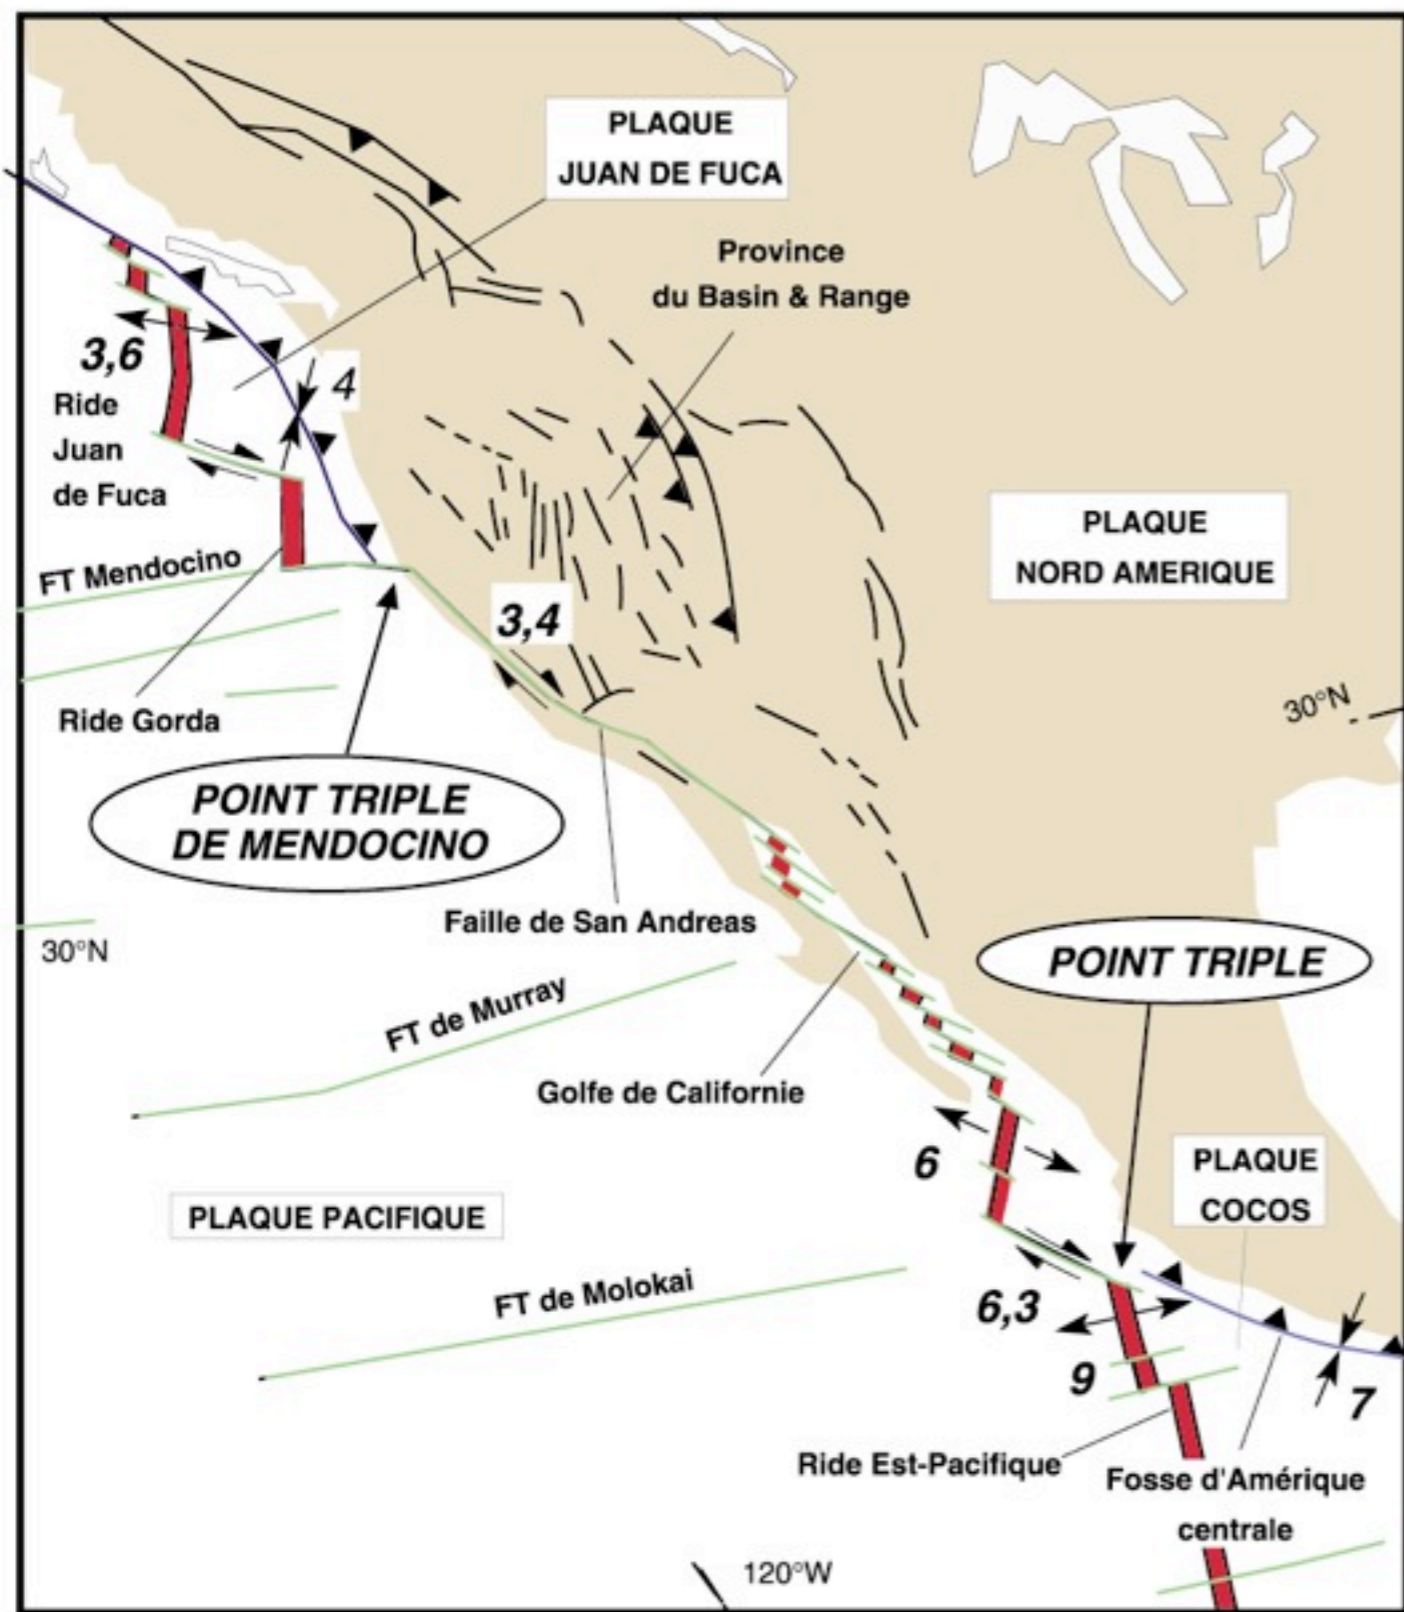 PLAQUE
JUAN DE FUCA
Province
du Basin & Range
3,6
4
Ride
Juan
de Fuca
PLAQUE
NORD AMERIQUE
FT Mendocino
3,4
Ride Gorda
30°N
POINT TRIPLE
DE MENDOCINO
Faille de San Andreas
30°N
POINT TRIPLE
FT de Murray
Golfe de Californie
6
PLAQUE
COCOS
PLAQUE PACIFIQUE
FT de Molokai
6,3
9
7
Ride Est-Pacifique
Fosse d'Amérique
centrale
120°W